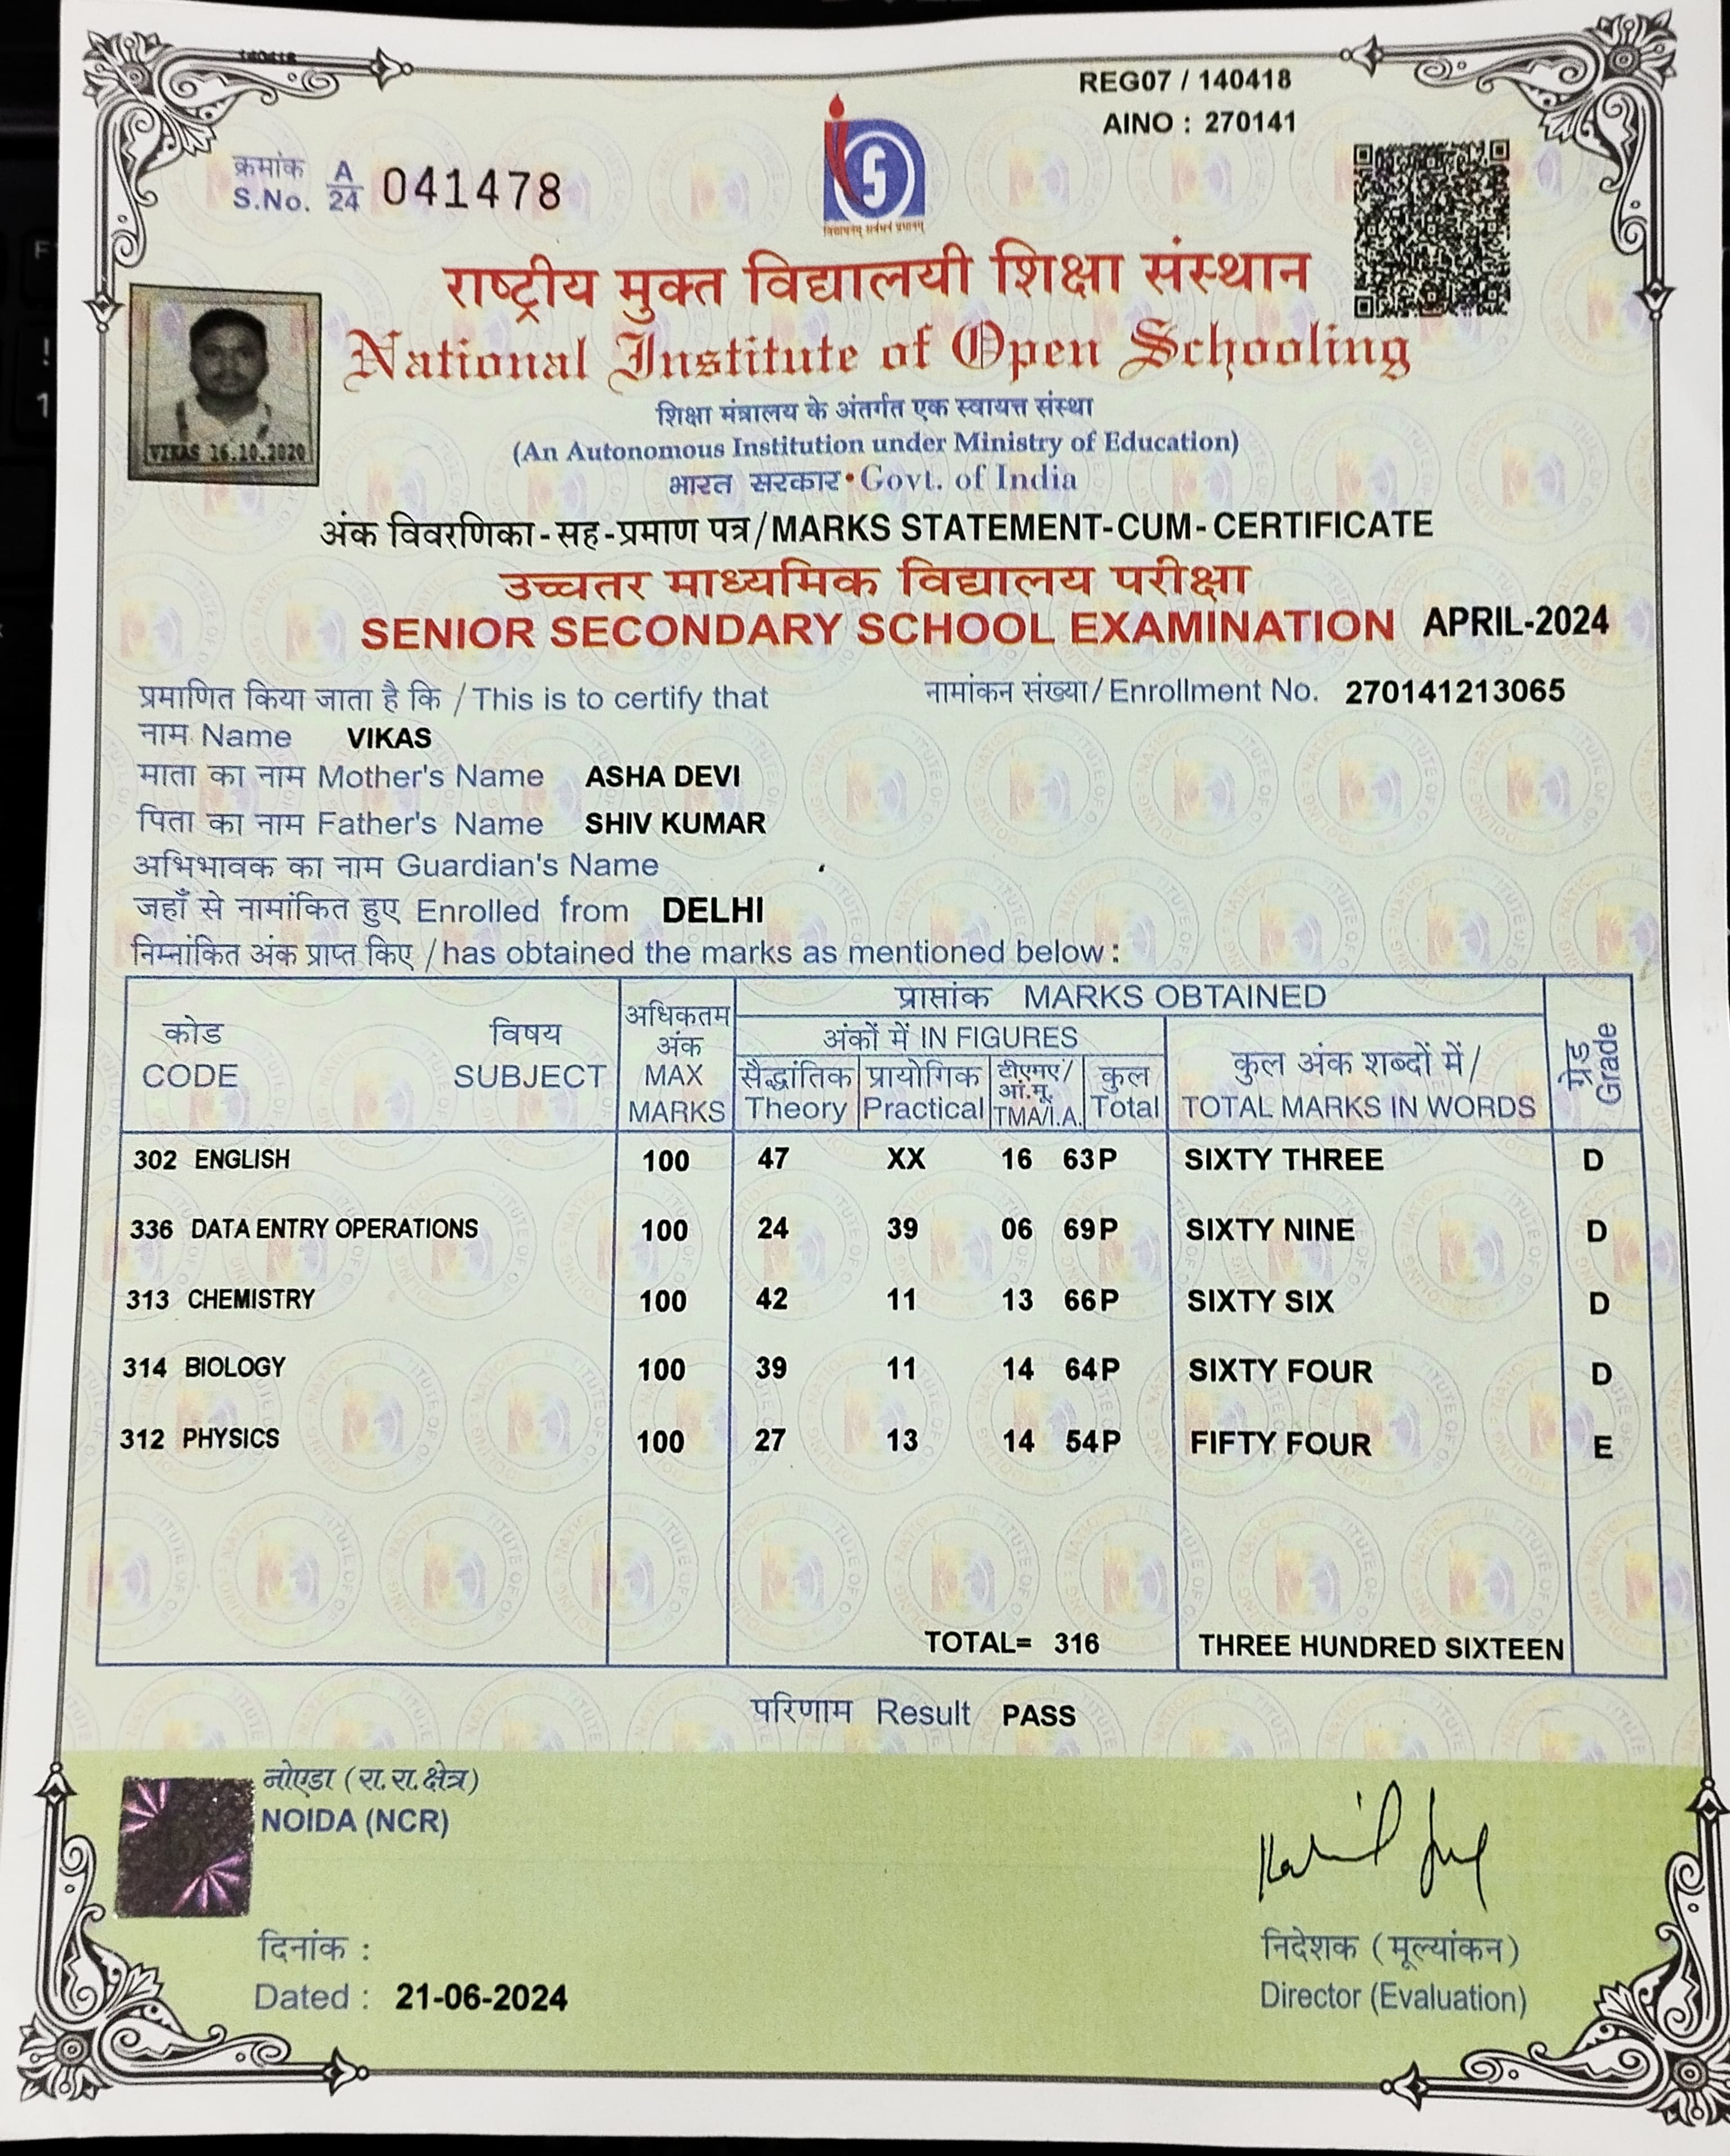 REG07 / 140418
AINO : 270141
क्रमांक A
S.No. 24 041478
राष्ट्रीय मुक्त विद्यालयी शिक्षा संस्थान
National Institute of Open Schooling
शिक्षा मंत्रालय के अंतर्गत एक स्वायत्त संस्था
(An Autonomous Institution under Ministry of Education)
VIKAS 16.10.2020
भारत सरकार • Govt. of India
अंक विवरणिका-सह-प्रमाण पत्र/MARKS STATEMENT-CUM-CERTIFICATE
उच्चतर माध्यमिक विद्यालय परीक्षा
SENIOR SECONDARY SCHOOL EXAMINATION APRIL-2024
प्रमाणित किया जाता है कि / This is to certify that नामांकन संख्या/Enrollment No. 270141213065
नाम Name VIKAS
माता का नाम Mother's Name ASHA DEVI
पिता का नाम Father's Name SHIV KUMAR
अभिभावक का नाम Guardian's Name
जहाँ से नामांकित हुए Enrolled from DELHI
निम्नांकित अंक प्राप्त किए / has obtained the marks as mentioned below :
कोड विषय अधिकतम अंक प्राप्तांक MARKS OBTAINED ग्रेड
CODE SUBJECT MAX MARKS अंकों में IN FIGURES कुल अंक शब्दों में/ Grade
सैद्धांतिक प्रायोगिक टीएमए/आं.मू. कुल TOTAL MARKS IN WORDS
Theory Practical TMA/I.A. Total
302 ENGLISH 100 47 XX 16 63P SIXTY THREE D
336 DATA ENTRY OPERATIONS 100 24 39 06 69P SIXTY NINE D
313 CHEMISTRY 100 42 11 13 66P SIXTY SIX D
314 BIOLOGY 100 39 11 14 64P SIXTY FOUR D
312 PHYSICS 100 27 13 14 54P FIFTY FOUR E
TOTAL= 316 THREE HUNDRED SIXTEEN
परिणाम Result PASS
नोएडा (रा.रा.क्षेत्र)
NOIDA (NCR)
दिनांक :
Dated : 21-06-2024
निदेशक (मूल्यांकन)
Director (Evaluation)